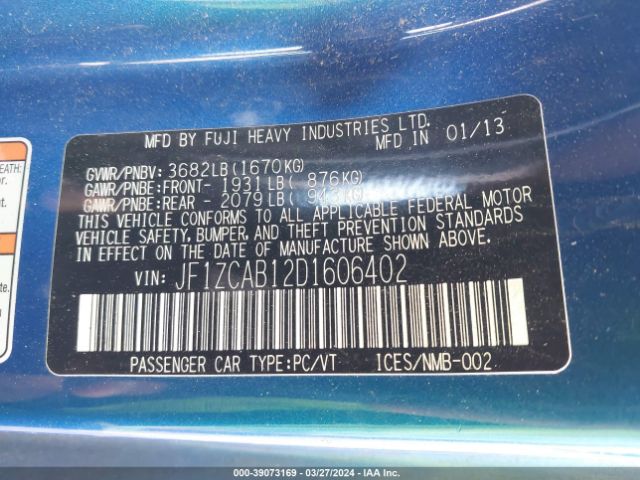 MFD BY FUJI HEAVY INDUSTRIES LTD.
MFD IN 01/13
GVWR/PNBV: 3682LB(1670KG)
GAWR/PNBE:FRONT- 1931LB( 876KG)
GAWR/PNBE:REAR - 2079LB( 943KG)
THIS VEHICLE CONFORMS TO ALL APPLICABLE FEDERAL MOTOR
VEHICLE SAFETY, BUMPER, AND THEFT PREVENTION STANDARDS
IN EFFECT ON THE DATE OF MANUFACTURE SHOWN ABOVE.
VIN: JF1ZCAB12D1606402
PASSENGER CAR TYPE:PC/VT ICES/NMB-002
000-39073169 - 03/27/2024 - IAA Inc.